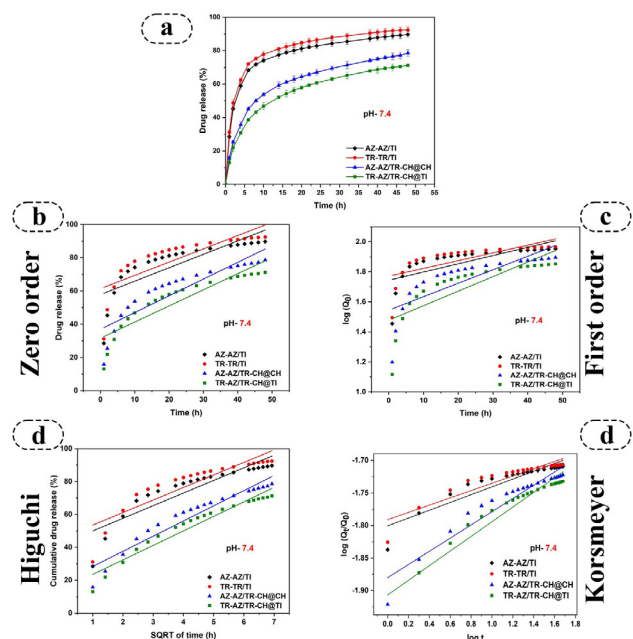 a
100
80
60
40
20
0
Drug release (%)
pH- 7.4
AZ-AZ/TI
TR-TR/TI
AZ-AZ/TR-CH@CH
TR-AZ/TR-CH@TI
0 5 10 15 20 25 30 35 40 45 50 55
Time (h)
b
Zero order
100
80
60
40
20
0
Drug release (%)
pH- 7.4
AZ-AZ/TI
TR-TR/TI
AZ-AZ/TR-CH@CH
TR-AZ/TR-CH@TI
0 10 20 30 40 50
Time (h)
c
First order
2.2
2.0
1.8
1.6
1.4
1.2
1.0
log (Q₀)
pH- 7.4
AZ-AZ/TI
TR-TR/TI
AZ-AZ/TR-CH@CH
TR-AZ/TR-CH@TI
0 10 20 30 40 50
Time (h)
d
Higuchi
100
80
60
40
20
0
Cumulative drug release (%)
pH- 7.4
AZ-AZ/TI
TR-TR/TI
AZ-AZ/TR-CH@CH
TR-AZ/TR-CH@TI
1 2 3 4 5 6 7
SQRT of time (h)
d
Korsmeyer
-1.70
-1.75
-1.80
-1.85
-1.90
log (Qₜ/Q₀)
pH- 7.4
AZ-AZ/TI
TR-TR/TI
AZ-AZ/TR-CH@CH
TR-AZ/TR-CH@TI
0.0 0.2 0.4 0.6 0.8 1.0 1.2 1.4 1.6 1.8
log t